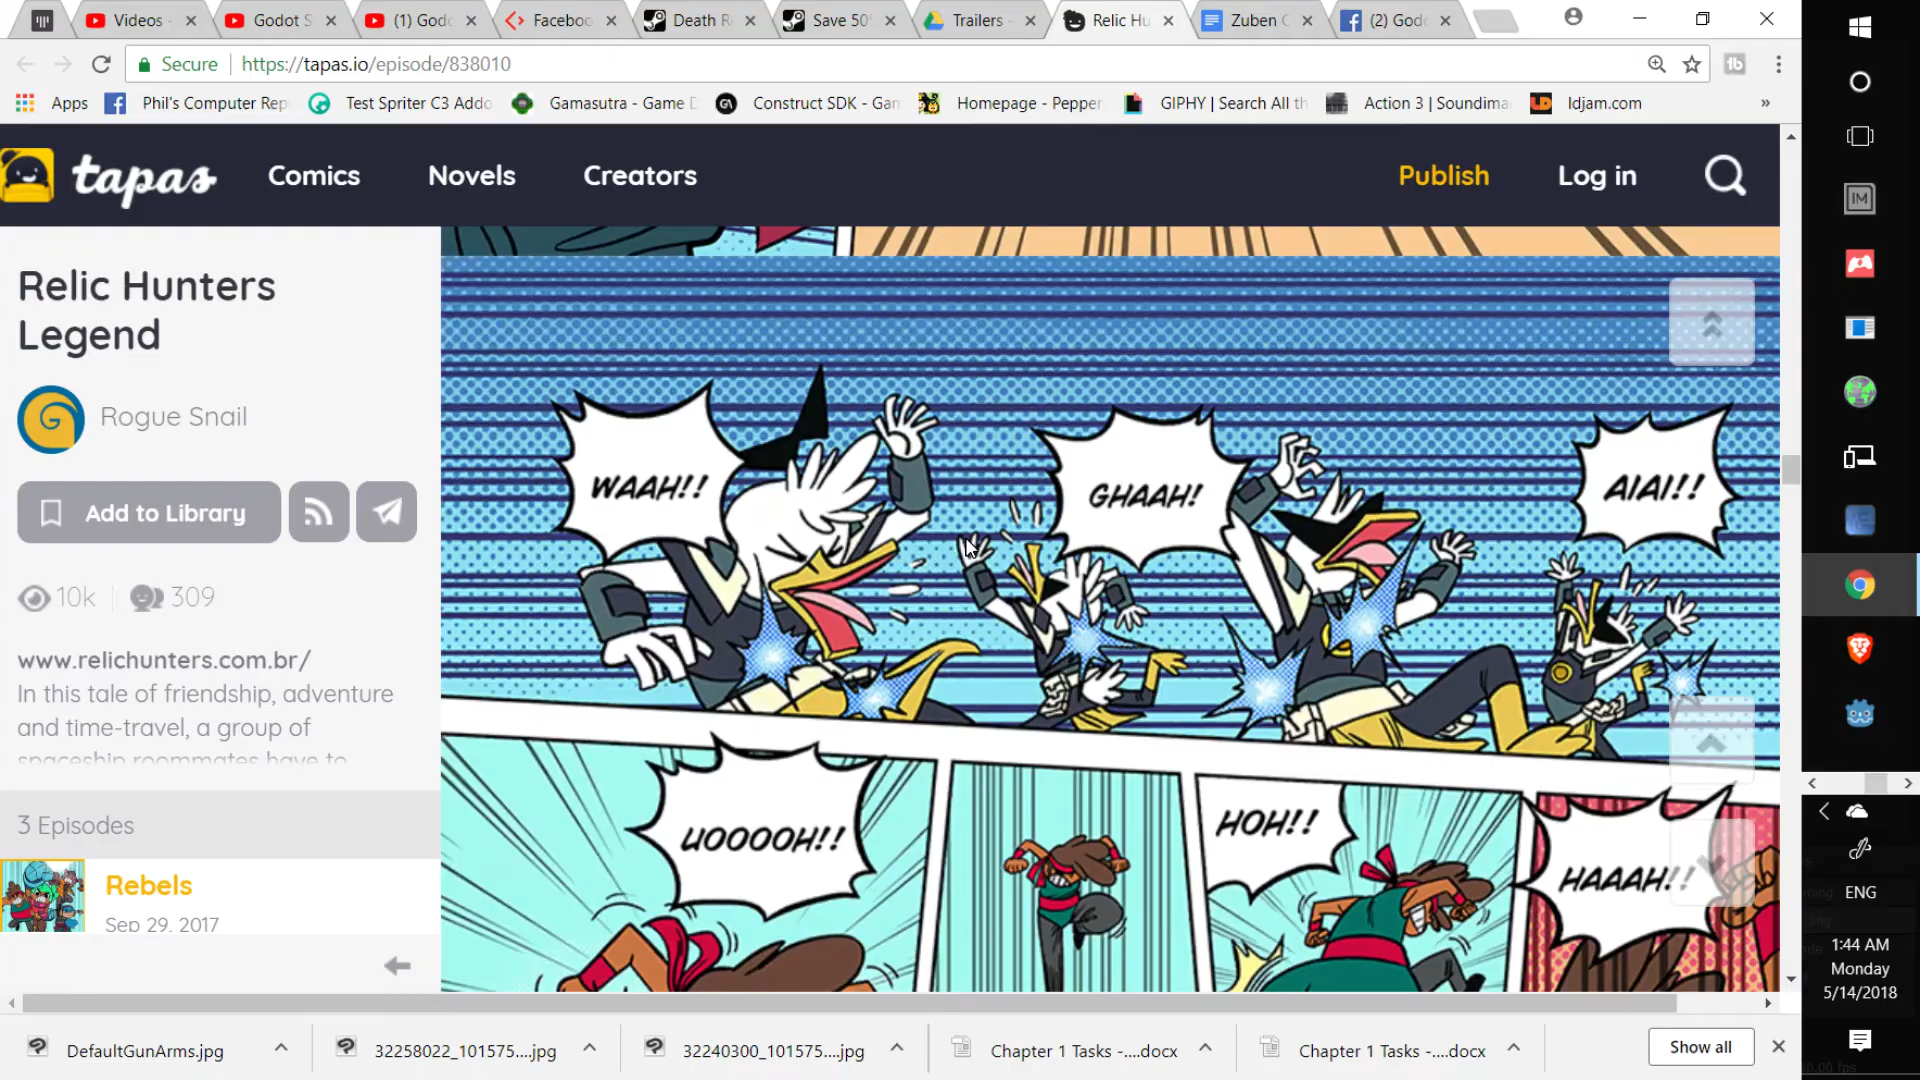 Videos -
Godot S
(1) Godo
Faceboo
Death R
Save 50
Trailers -
Relic Hu
Zuben C
(2) Godo
Secure
https://tapas.io/episode/838010
Apps
Phil's Computer Rep
Test Spriter C3 Addo
Gamasutra - Game D
Construct SDK - Gam
Homepage - Pepper
GIPHY | Search All th
Action 3 | Soundima
ldjam.com
»
tapas
Comics
Novels
Creators
Publish
Log in
Relic Hunters
Legend
Rogue Snail
Add to Library
10k
309
www.relichunters.com.br/
In this tale of friendship, adventure
and time-travel, a group of
spaceship roommates have to
3 Episodes
Rebels
Sep 29, 2017
WAAH!!
GHAAH!
AIAI!!
UOOOOH!!
HOH!!
HAAAH!!
DefaultGunArms.jpg
32258022_101575....jpg
32240300_101575....jpg
Chapter 1 Tasks -....docx
Chapter 1 Tasks -....docx
Show all
IM
ENG
1:44 AM
Monday
5/14/2018